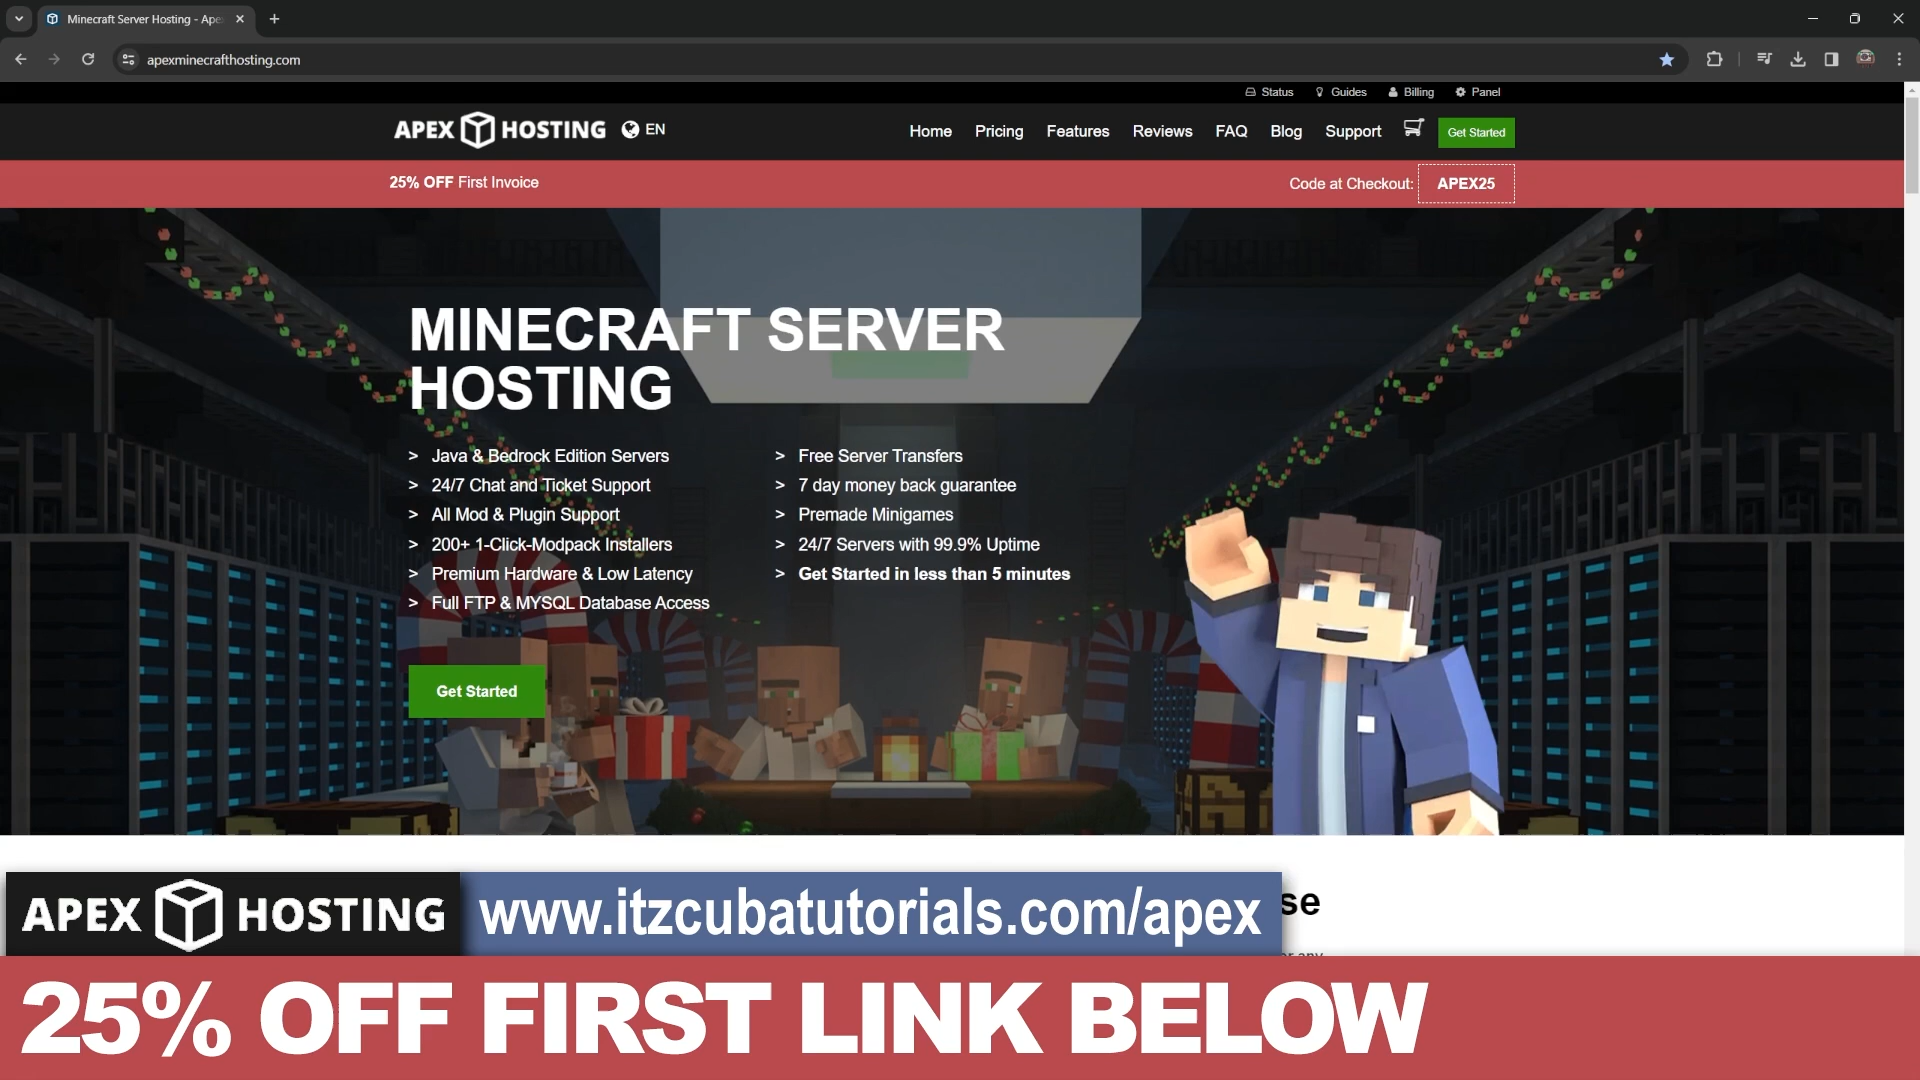 Minecraft Server Hosting - Ape
apexminecrafthosting.com
Status Guides Billing Panel
APEX HOSTING EN
Home Pricing Features Reviews FAQ Blog Support Get Started
25% OFF First Invoice
Code at Checkout: APEX25
MINECRAFT SERVER
HOSTING
> Java & Bedrock Edition Servers
> 24/7 Chat and Ticket Support
> All Mod & Plugin Support
> 200+ 1-Click-Modpack Installers
> Premium Hardware & Low Latency
> Full FTP & MYSQL Database Access
> Free Server Transfers
> 7 day money back guarantee
> Premade Minigames
> 24/7 Servers with 99.9% Uptime
> Get Started in less than 5 minutes
Get Started
APEX HOSTING www.itzcubatutorials.com/apex
se
25% OFF FIRST LINK BELOW